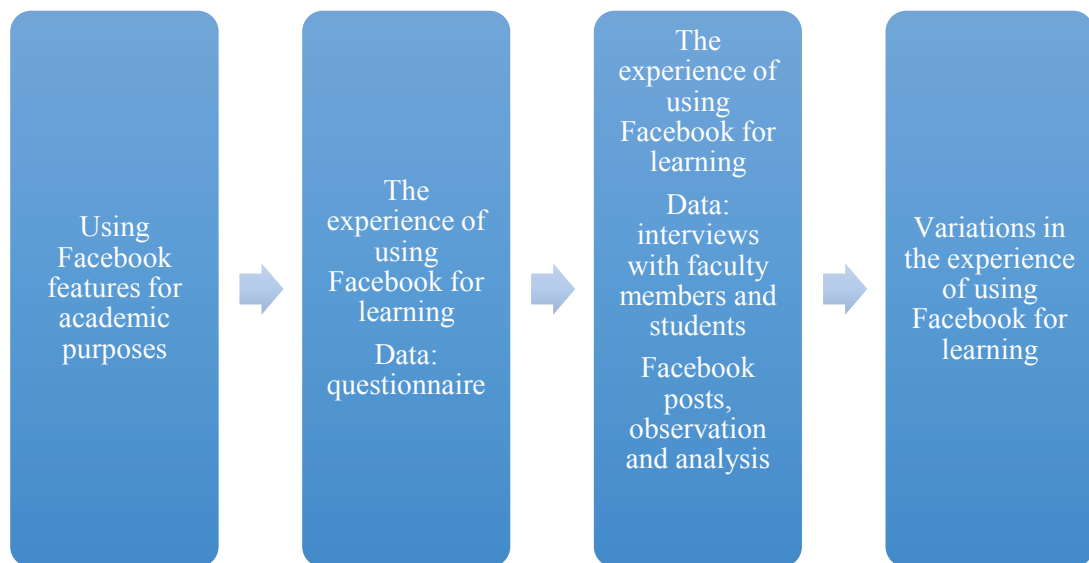 Using
Facebook
features for
academic
purposes
The
experience of
using
Facebook for
learning
Data:
questionnaire
The
experience of
using
Facebook for
learning
Data:
interviews
with faculty
members and
students
Facebook
posts,
observation
and analysis
Variations in
the experience
of using
Facebook for
learning